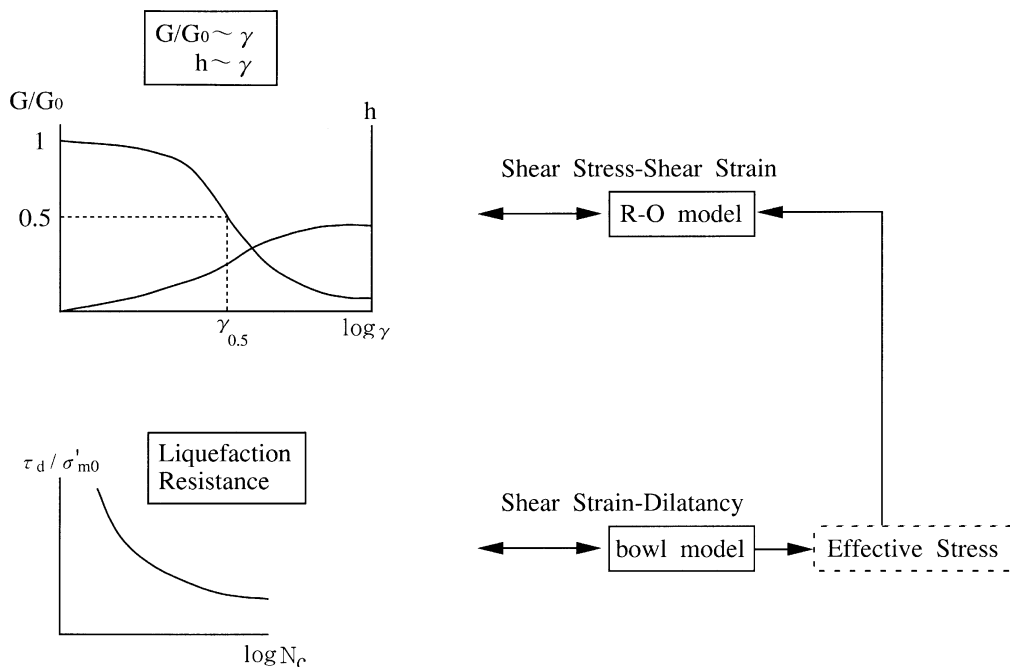 G/G₀～γ
h～γ
G/G₀
h
1
0.5
γ₀.₅
log γ
Shear Stress-Shear Strain
R-O model
Liquefaction
Resistance
τd / σ'm0
log Nc
Shear Strain-Dilatancy
bowl model
Effective Stress